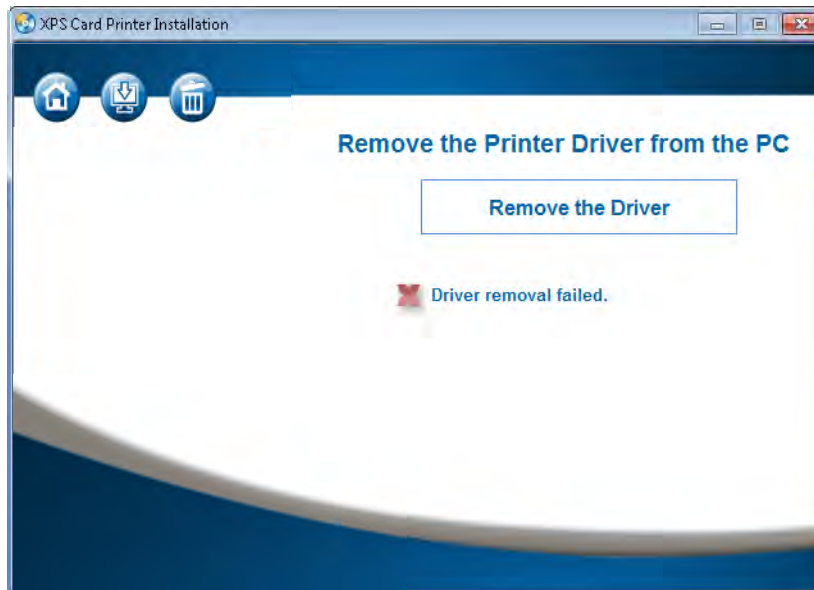 XPS Card Printer Installation
Remove the Printer Driver from the PC
Remove the Driver
Driver removal failed.